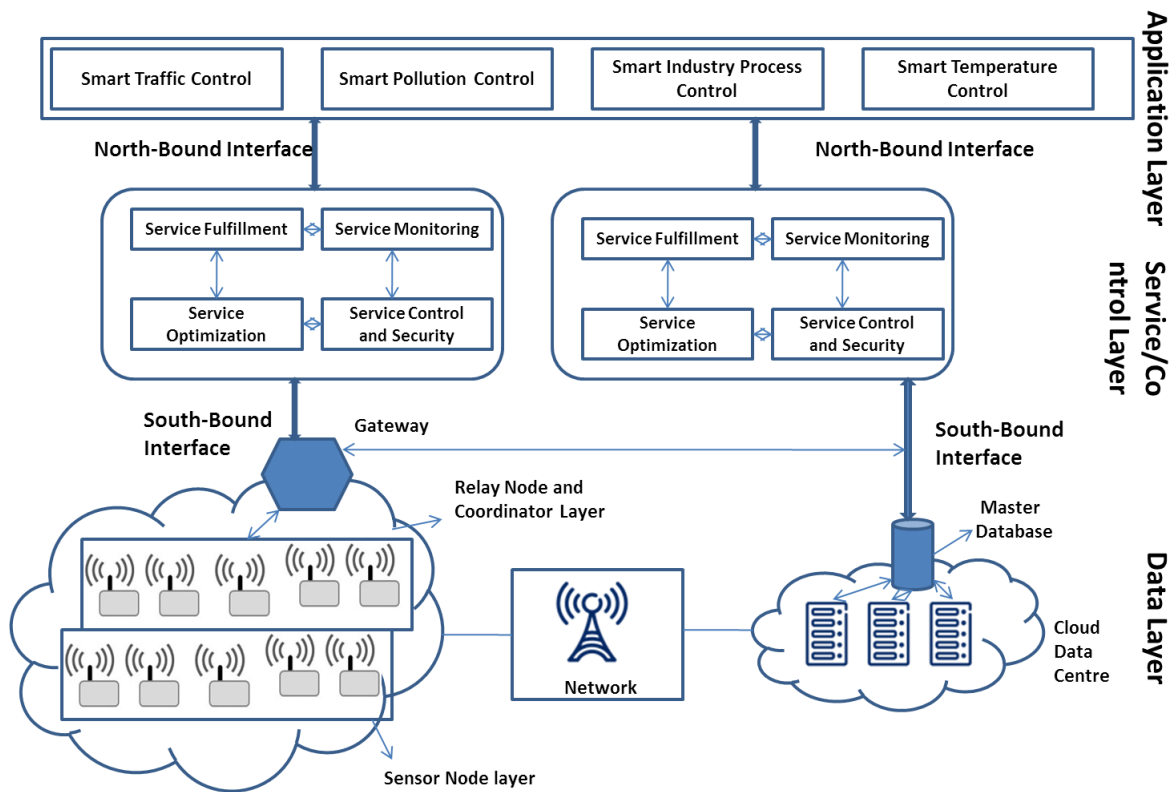 Smart Traffic Control
Smart Pollution Control
Smart Industry Process
Control
Smart Temperature
Control
Application Layer
North-Bound Interface
North-Bound Interface
Service Fulfillment
Service Monitoring
Service
Optimization
Service Control
and Security
Service Fulfillment
Service Monitoring
Service
Optimization
Service Control
and Security
Service/Co
ntrol Layer
South-Bound
Interface
Gateway
South-Bound
Interface
Relay Node and
Coordinator Layer
Master
Database
Network
Cloud
Data
Centre
Data Layer
Sensor Node layer